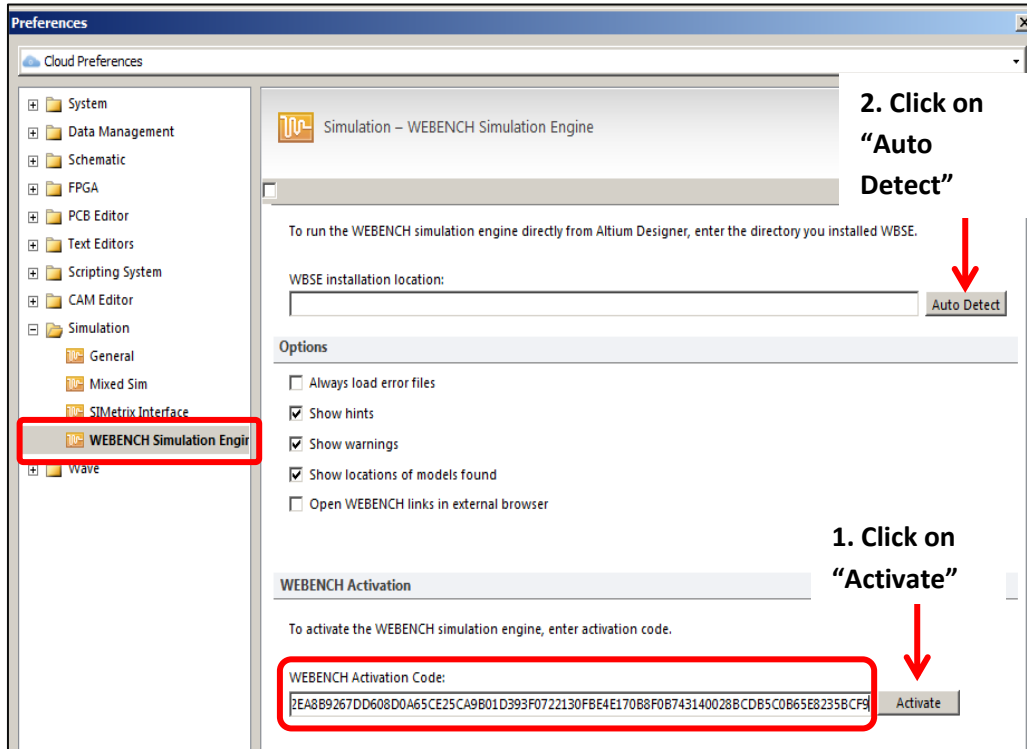 Preferences
Cloud Preferences
System
Data Management
Schematic
FPGA
PCB Editor
Text Editors
Scripting System
CAM Editor
Simulation
General
Mixed Sim
SIMetrix Interface
WEBENCH Simulation Engin
Wave
Simulation – WEBENCH Simulation Engine
2. Click on
“Auto
Detect”
To run the WEBENCH simulation engine directly from Altium Designer, enter the directory you installed WBSE.
WBSE installation location:
Auto Detect
Options
Always load error files
Show hints
Show warnings
Show locations of models found
Open WEBENCH links in external browser
1. Click on
“Activate”
WEBENCH Activation
To activate the WEBENCH simulation engine, enter activation code.
WEBENCH Activation Code:
2EA8B9267DD608D0A65CE25CA9B01D393F0722130FBE4E170B8F0B743140028BCDB5C0B65E8235BCF9
Activate